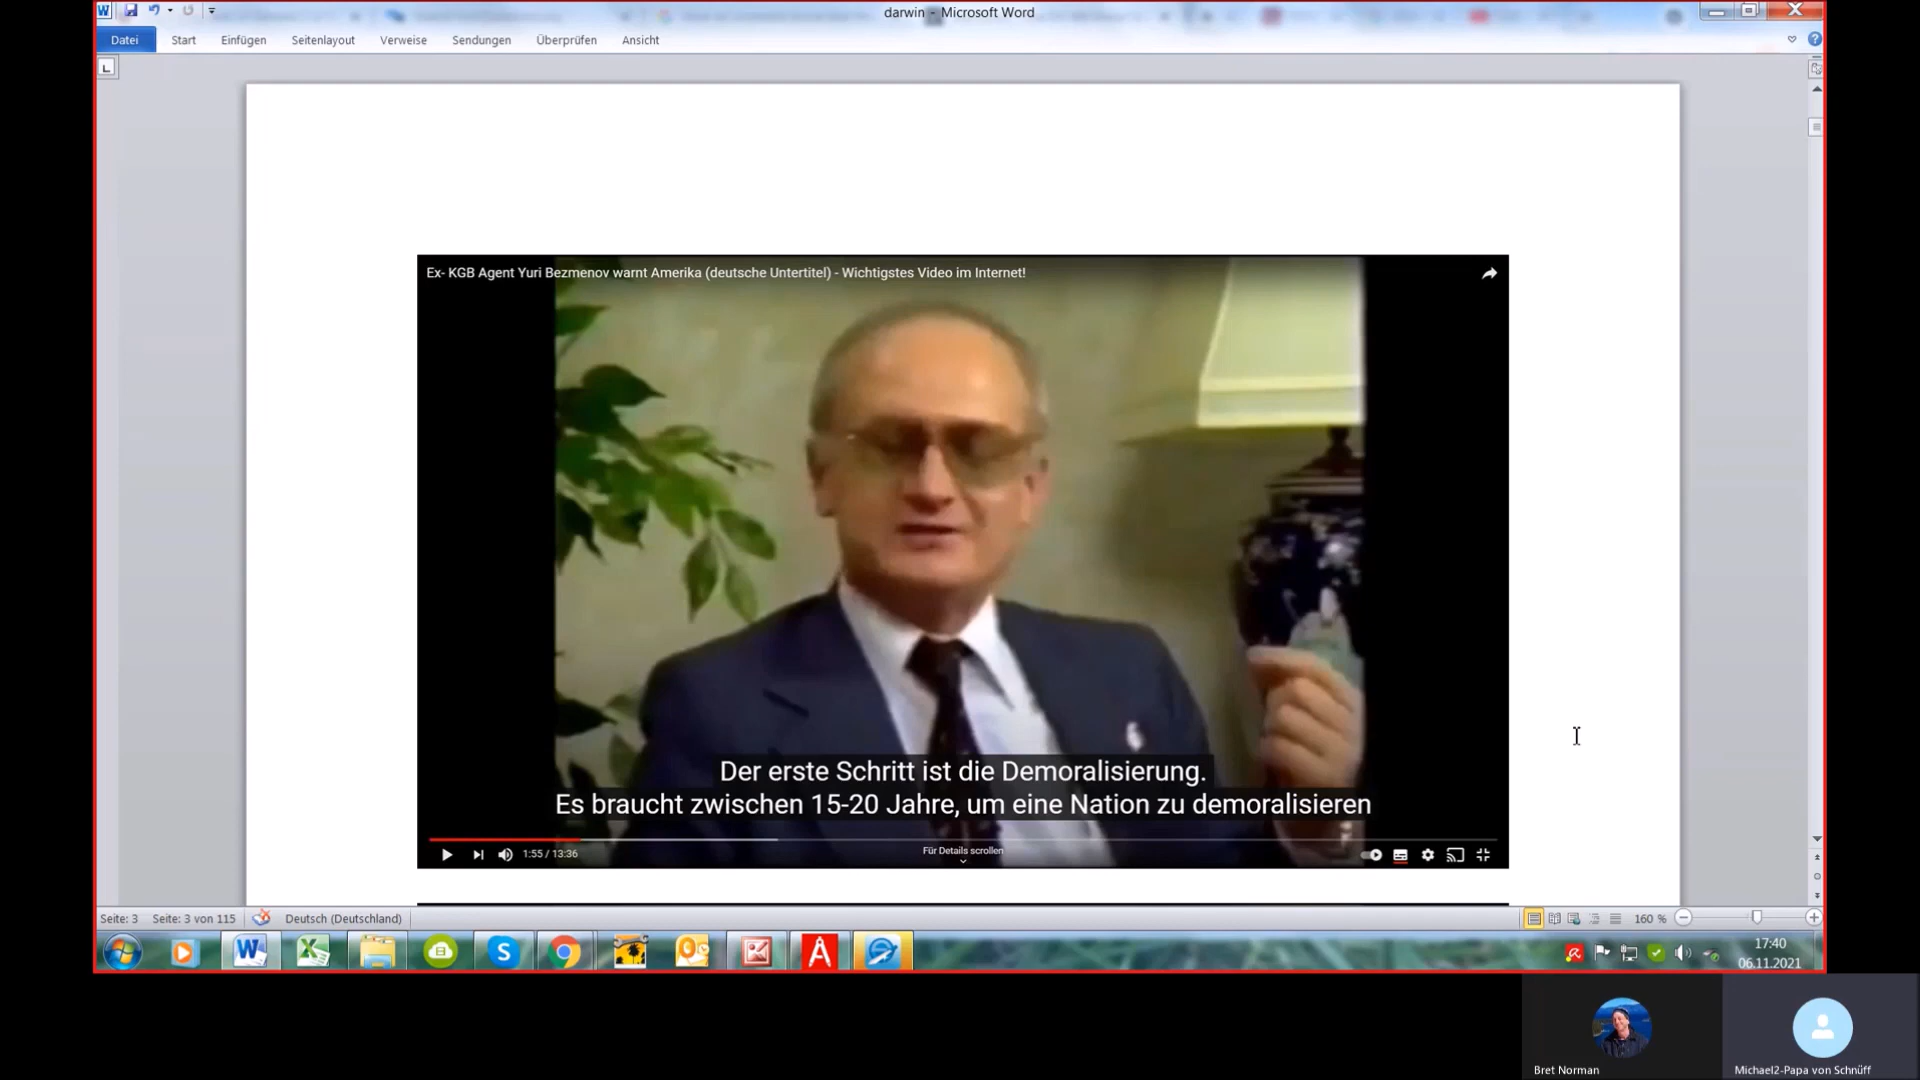 darwin - Microsoft Word
Datei Start Einfügen Seitenlayout Verweise Sendungen Überprüfen Ansicht
Ex- KGB Agent Yuri Bezmenov warnt Amerika (deutsche Untertitel) - Wichtigstes Video im Internet!
Der erste Schritt ist die Demoralisierung.
Es braucht zwischen 15-20 Jahre, um eine Nation zu demoralisieren
1:55 / 13:36
Für Details scrollen
Seite: 3 Seite: 3 von 115 Deutsch (Deutschland) 160 %
17:40
06.11.2021
Bret Norman
Michael2-Papa von Schnüff